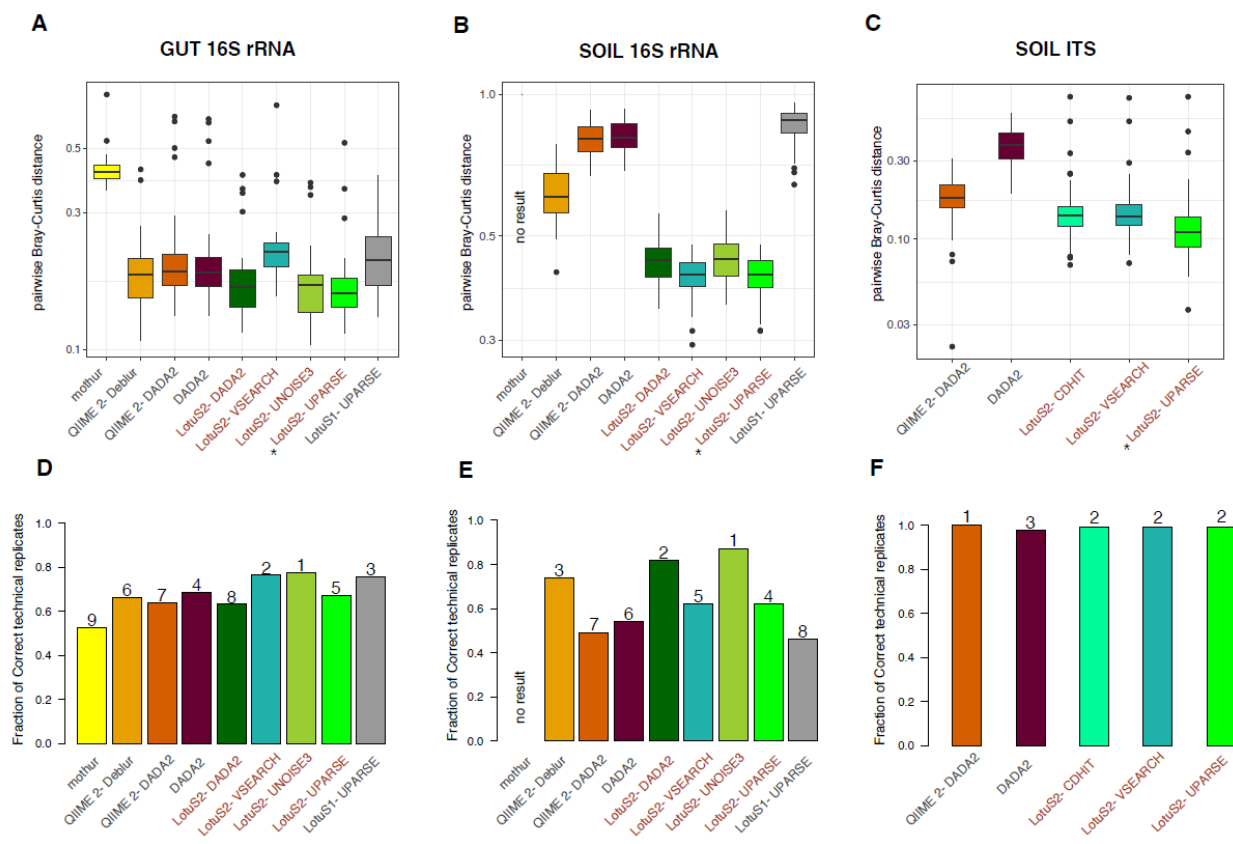 A
GUT 16S rRNA
pairwise Bray-Curtis distance
0.5
0.3
0.1
mothur
QIIME 2- Deblur
QIIME 2- DADA2
DADA2
LotuS2- DADA2
LotuS2- VSEARCH
LotuS2- UNOISE3
* LotuS2- UPARSE
LotuS1- UPARSE
B
SOIL 16S rRNA
pairwise Bray-Curtis distance
1.0
0.5
0.3
no result
mothur
QIIME 2- Deblur
QIIME 2- DADA2
DADA2
LotuS2- DADA2
LotuS2- VSEARCH
LotuS2- UNOISE3
* LotuS2- UPARSE
LotuS1- UPARSE
C
SOIL ITS
pairwise Bray-Curtis distance
0.30
0.10
0.03
QIIME 2- DADA2
DADA2
LotuS2- CDHIT
LotuS2- VSEARCH
* LotuS2- UPARSE
D
Fraction of Correct technical replicates
1.0
0.8
0.6
0.4
0.2
0.0
9
6
7
4
8
2
1
5
3
mothur
QIIME 2- Deblur
QIIME 2- DADA2
DADA2
LotuS2- DADA2
LotuS2- VSEARCH
LotuS2- UNOISE3
LotuS2- UPARSE
LotuS1- UPARSE
E
Fraction of Correct technical replicates
1.0
0.8
0.6
0.4
0.2
0.0
no result
3
7
6
2
5
1
4
8
mothur
QIIME 2- Deblur
QIIME 2- DADA2
DADA2
LotuS2- DADA2
LotuS2- VSEARCH
LotuS2- UNOISE3
LotuS2- UPARSE
LotuS1- UPARSE
F
Fraction of Correct technical replicates
1.0
0.8
0.6
0.4
0.2
0.0
1
3
2
2
2
QIIME 2- DADA2
DADA2
LotuS2- CDHIT
LotuS2- VSEARCH
LotuS2- UPARSE